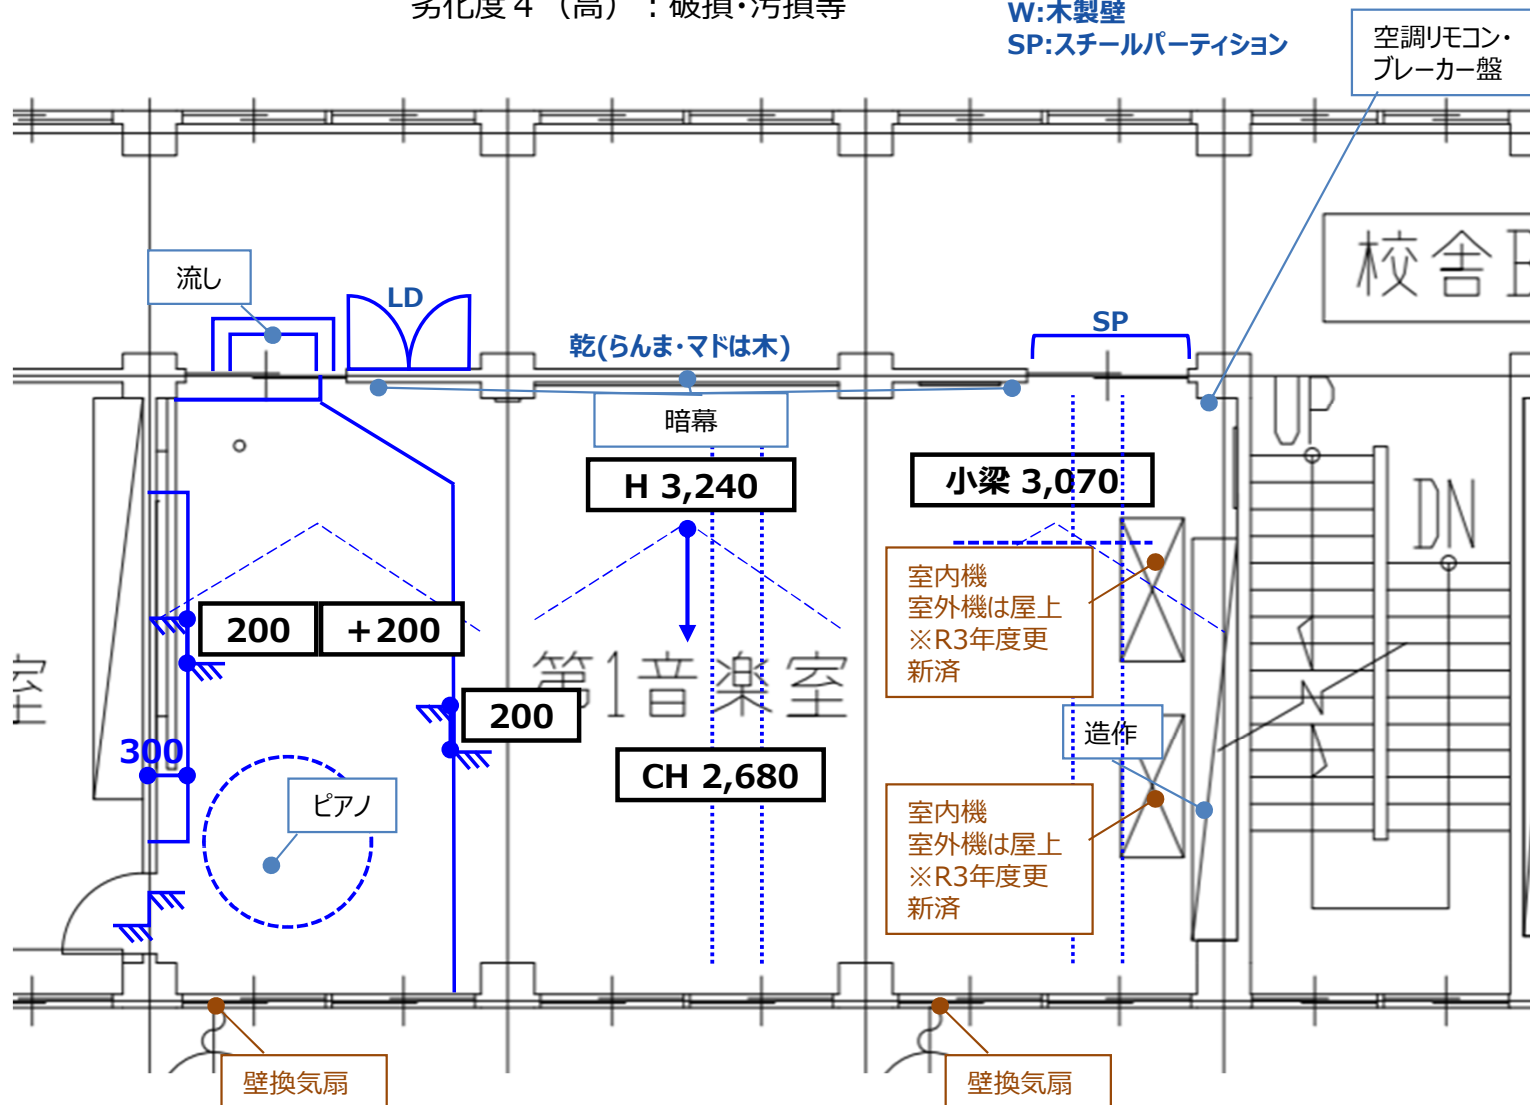 劣化度4（高）：破損・汚損等
W:木製壁
SP:スチールパーティション
空調リモコン・
ブレーカー盤
校舎
流し
LD
SP
乾(らんま・マドは木)
暗幕
UP
H 3,240
小梁 3,070
DN
室内機
室外機は屋上
※R3年度更
新済
200
+200
室
第1音楽室
200
造作
300
CH 2,680
ピアノ
室内機
室外機は屋上
※R3年度更
新済
壁換気扇
壁換気扇